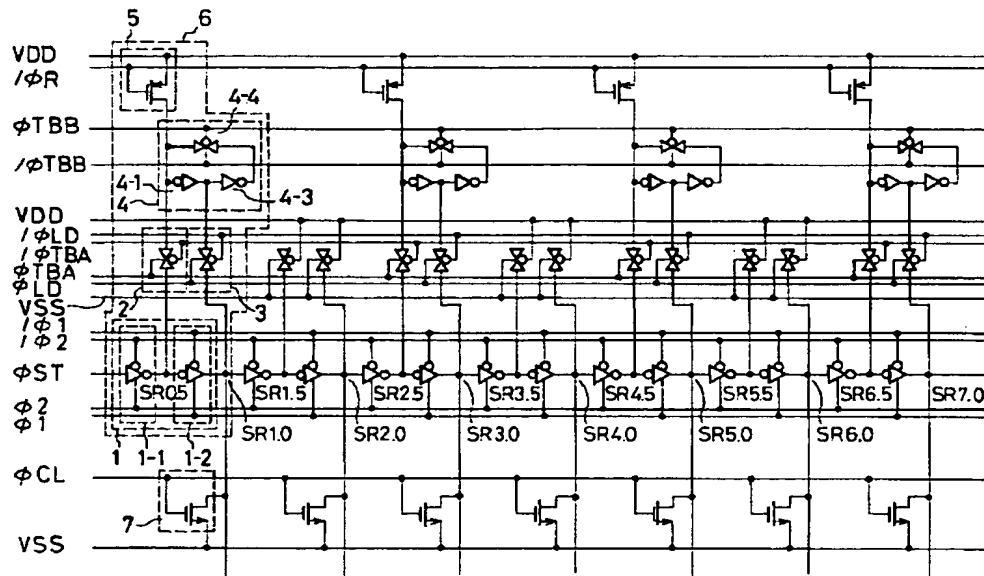 5 6
VDD
/ϕR
4-4
ϕTBB
/ϕTBB
4-1
4
4-3
VDD
/ϕLD
/ϕTBA
ϕTBA
ϕLD
VSS
2
3
/ϕ1
/ϕ2
ϕST
SR0.5 SR1.5 SR2.5 SR3.5 SR4.5 SR5.5 SR6.5 SR7.0
ϕ2
ϕ1
SR1.0 SR2.0 SR3.0 SR4.0 SR5.0 SR6.0
1 1-1 1-2
ϕCL
7
VSS